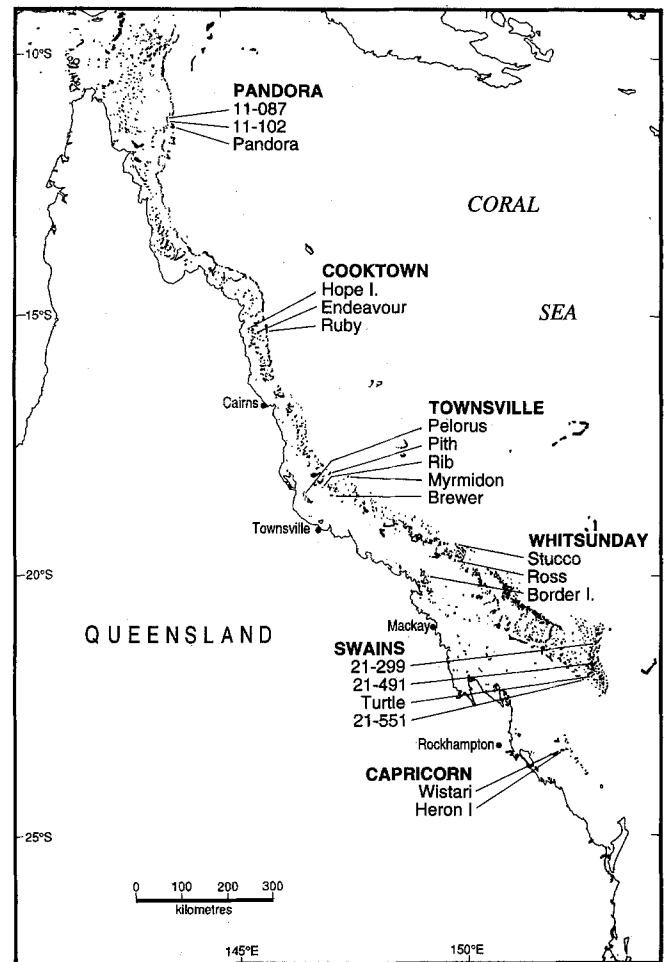 10°S
PANDORA
11-087
11-102
Pandora
CORAL
COOKTOWN
Hope I.
Endeavour
Ruby
15°S
SEA
Cairns
TOWNSVILLE
Pelorus
Pith
Rib
Myrmidon
Brewer
Townsville
WHITSUNDAY
Stucco
Ross
Border I.
20°S
QUEENSLAND
Mackay
SWAINS
21-299
21-491
Turtle
21-551
Rockhampton
CAPRICORN
Wistari
Heron I
25°S
0 100 200 300
kilometres
145°E
150°E